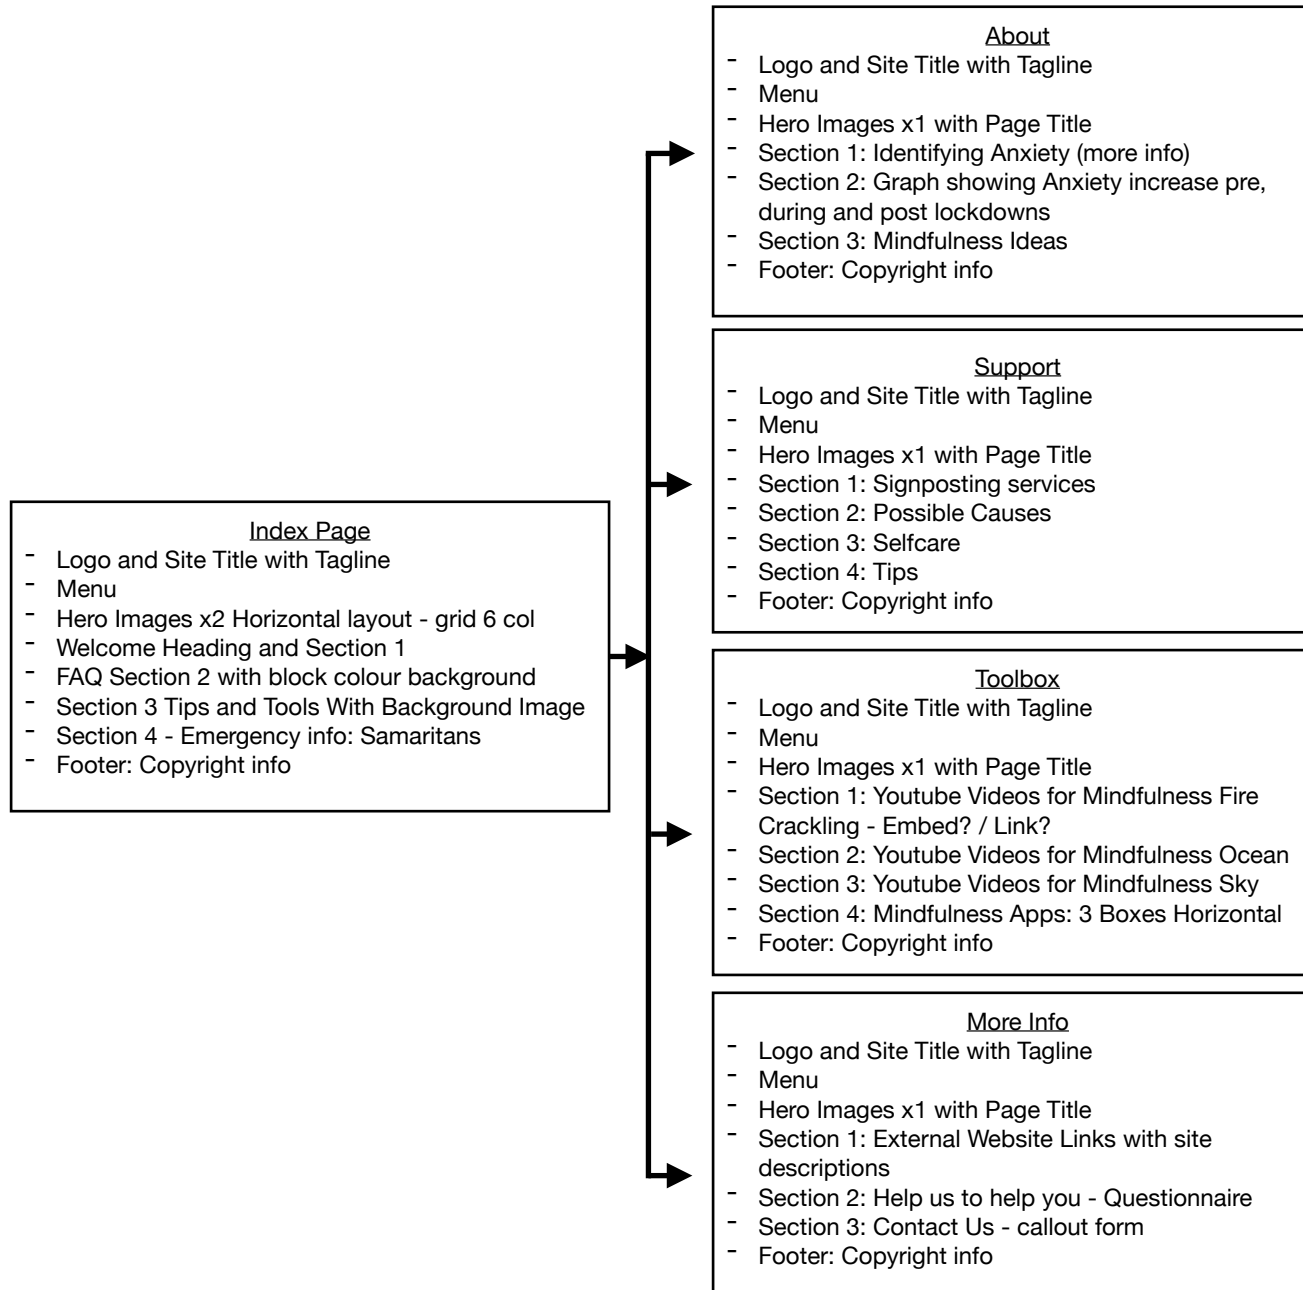 Index Page
- Logo and Site Title with Tagline
- Menu
- Hero Images x2 Horizontal layout - grid 6 col
- Welcome Heading and Section 1
- FAQ Section 2 with block colour background
- Section 3 Tips and Tools With Background Image
- Section 4 - Emergency info: Samaritans
- Footer: Copyright info
About
- Logo and Site Title with Tagline
- Menu
- Hero Images x1 with Page Title
- Section 1: Identifying Anxiety (more info)
- Section 2: Graph showing Anxiety increase pre,
during and post lockdowns
- Section 3: Mindfulness Ideas
- Footer: Copyright info
Support
- Logo and Site Title with Tagline
- Menu
- Hero Images x1 with Page Title
- Section 1: Signposting services
- Section 2: Possible Causes
- Section 3: Selfcare
- Section 4: Tips
- Footer: Copyright info
Toolbox
- Logo and Site Title with Tagline
- Menu
- Hero Images x1 with Page Title
- Section 1: Youtube Videos for Mindfulness Fire
Crackling - Embed? / Link?
- Section 2: Youtube Videos for Mindfulness Ocean
- Section 3: Youtube Videos for Mindfulness Sky
- Section 4: Mindfulness Apps: 3 Boxes Horizontal
- Footer: Copyright info
More Info
- Logo and Site Title with Tagline
- Menu
- Hero Images x1 with Page Title
- Section 1: External Website Links with site
descriptions
- Section 2: Help us to help you - Questionnaire
- Section 3: Contact Us - callout form
- Footer: Copyright info